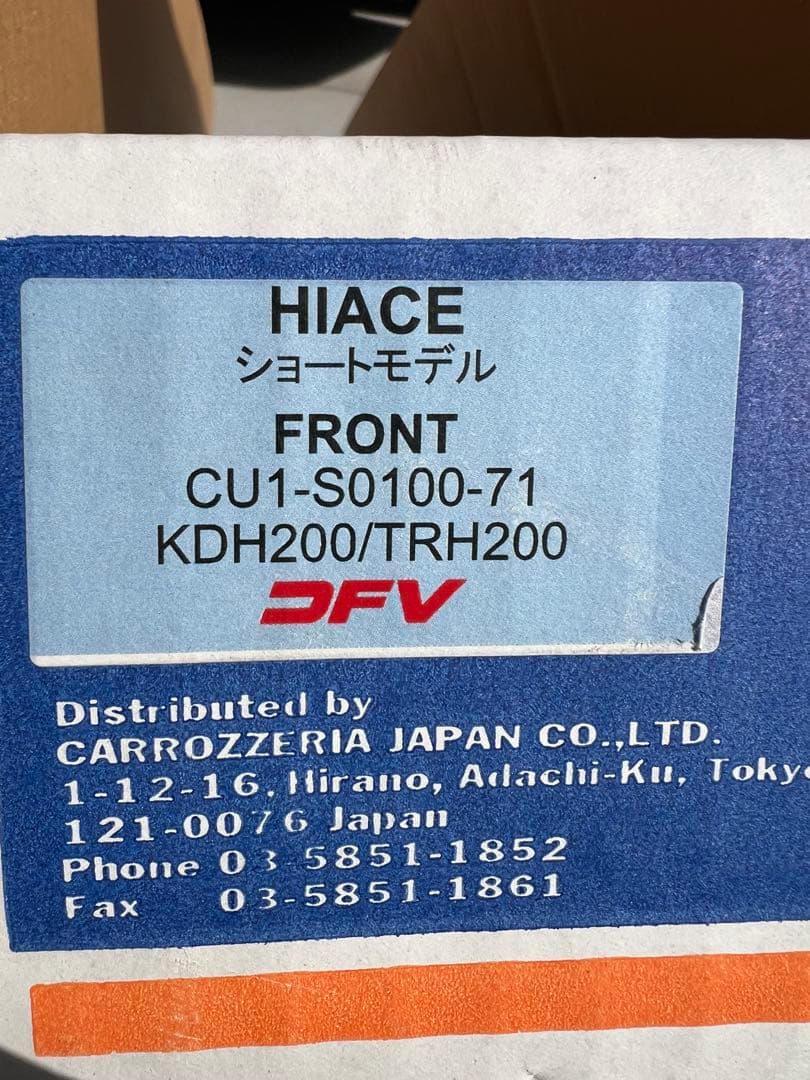 HIACE
ショートモデル
FRONT
CU1-S0100-71
KDH200/TRH200
DFV
Distributed by
CARROZZERIA JAPAN CO.,LTD.
1-12-16, Hirano, Adachi-Ku, Tokyo
121-0076 Japan
Phone 03-5851-1852
Fax 03-5851-1861